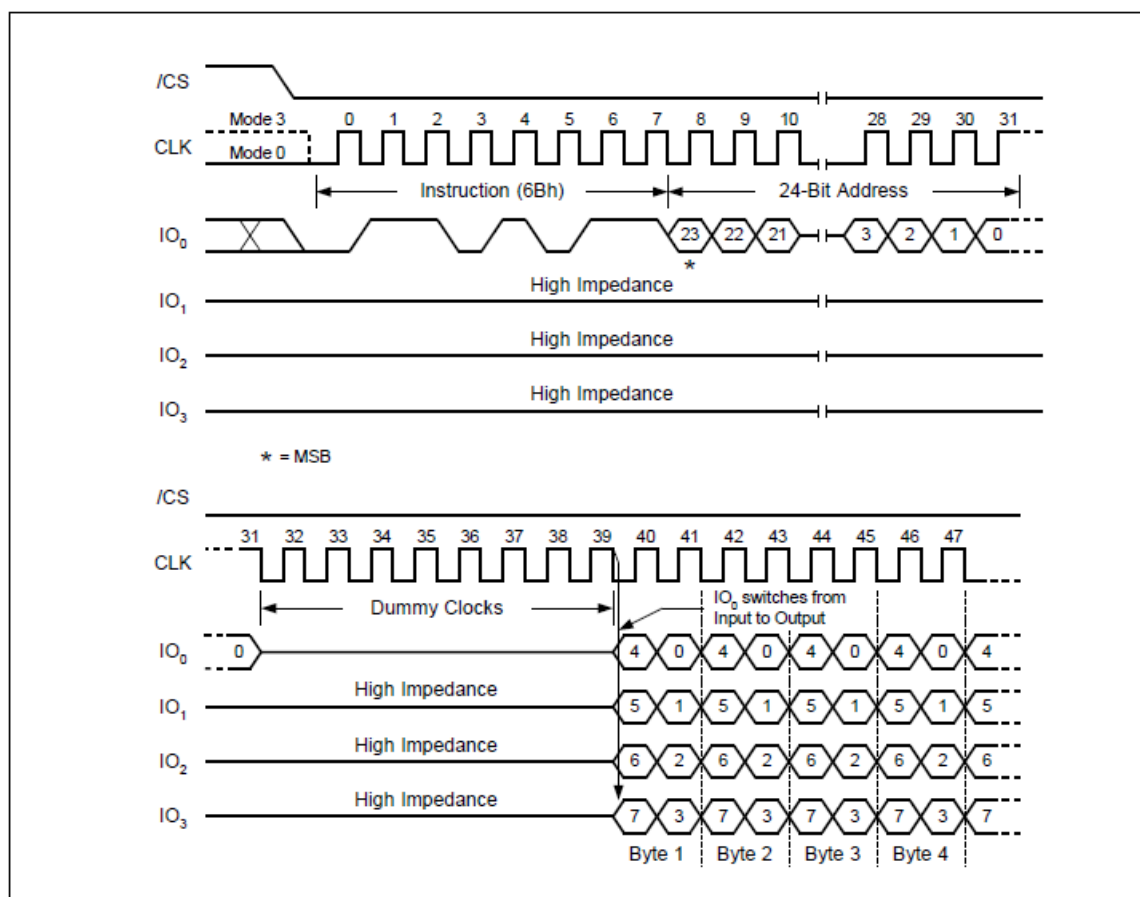 /CS
Mode 3 0 1 2 3 4 5 6 7 8 9 10 28 29 30 31
CLK
Mode 0
Instruction (6Bh) 24-Bit Address
IO0 23 22 21 3 2 1 0
*
High Impedance
IO1
High Impedance
IO2
High Impedance
IO3
* = MSB
/CS
31 32 33 34 35 36 37 38 39 40 41 42 43 44 45 46 47
CLK
Dummy Clocks
IO0 switches from
Input to Output
IO0 0 4 0 4 0 4 0 4 0 4
High Impedance
IO1 5 1 5 1 5 1 5 1 5
High Impedance
IO2 6 2 6 2 6 2 6 2 6
High Impedance
IO3 7 3 7 3 7 3 7 3 7
Byte 1 Byte 2 Byte 3 Byte 4